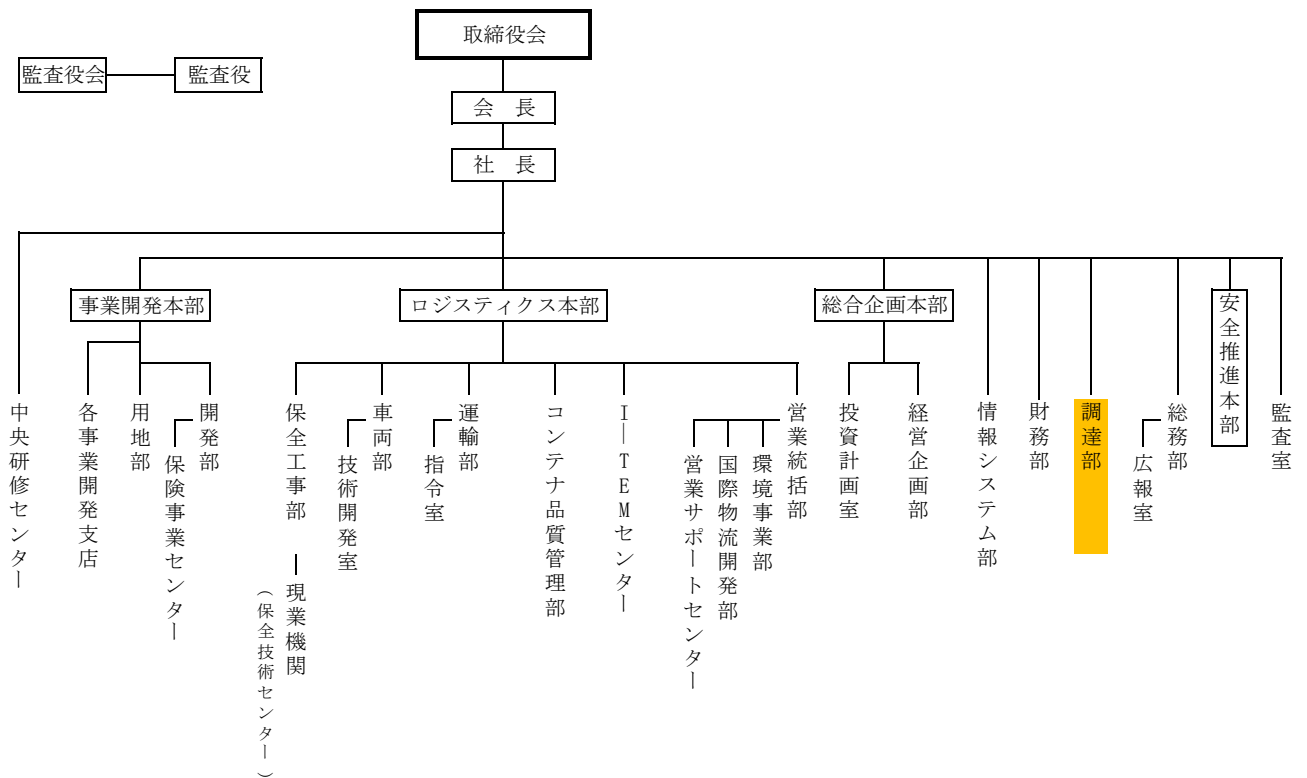 取締役会
監査役会
監査役
会　長
社　長
事業開発本部
ロジスティクス本部
総合企画本部
安全推進本部
監査室
総務部
広報室
調達部
財務部
情報システム部
経営企画部
投資計画室
営業統括部
環境事業部
国際物流開発部
営業サポートセンター
I―TEMセンター
コンテナ品質管理部
運輸部
指令室
車両部
技術開発室
保全工事部
現業機関
（保全技術センター）
開発部
保険事業センター
用地部
各事業開発支店
中央研修センター